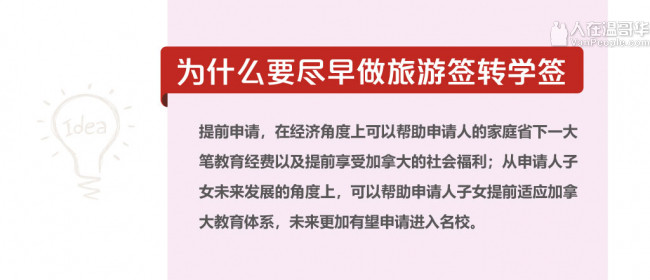 人在温哥华
VanPeople.com
为什么要尽早做旅游签转学签
Idea
提前申请，在经济角度上可以帮助申请人的家庭省下一大
笔教育经费以及提前享受加拿大的社会福利；从申请人子
女未来发展的角度上，可以帮助申请人子女提前适应加拿
大教育体系，未来更加有望申请进入名校。